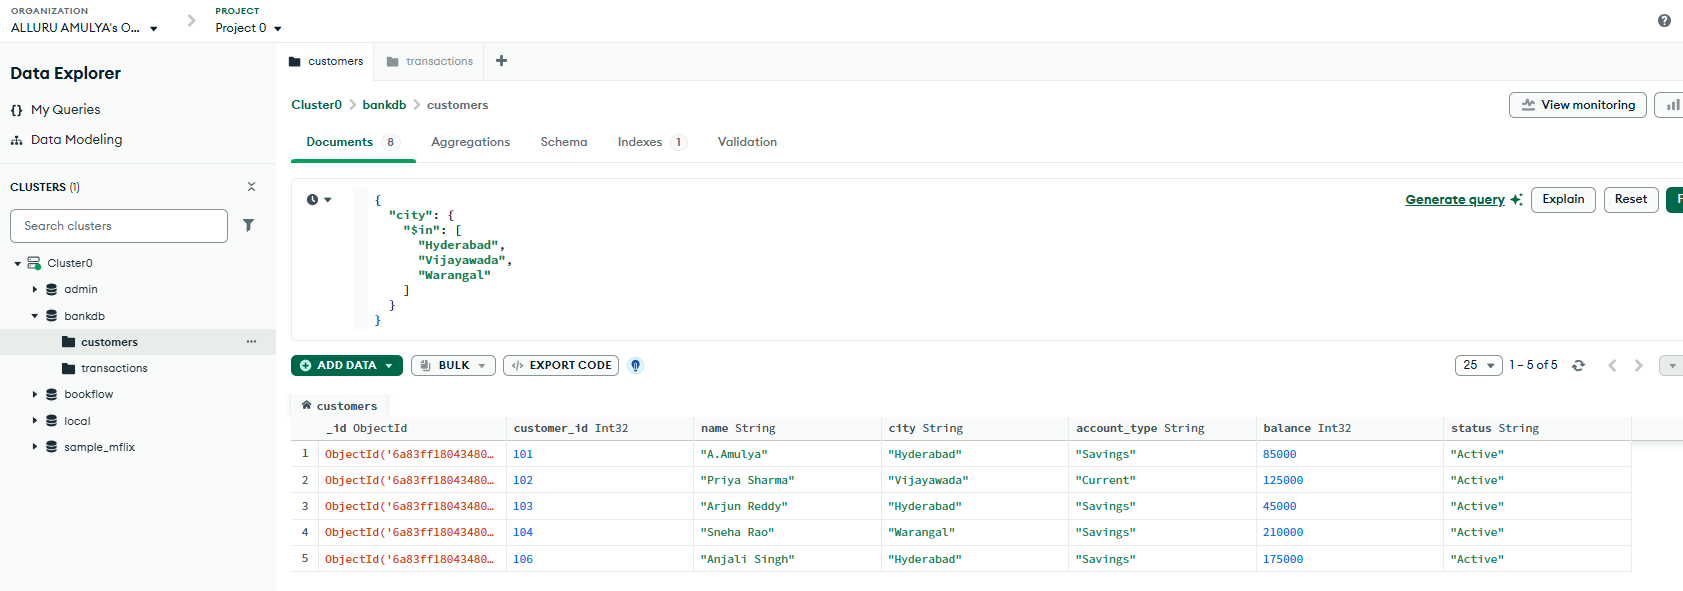 ORGANIZATION
ALLURU AMULYA's O...
PROJECT
Project 0
Data Explorer
My Queries
Data Modeling
CLUSTERS (1)
Search clusters
Cluster0
admin
bankdb
customers
transactions
bookflow
local
sample_mflix
customers
transactions
Cluster0 > bankdb > customers
View monitoring
Documents 8
Aggregations
Schema
Indexes 1
Validation
{
"city": {
"$in": [
"Hyderabad",
"Vijayawada",
"Warangal"
]
}
}
Generate query
Explain
Reset
F
ADD DATA
BULK
EXPORT CODE
25
1 – 5 of 5
customers
_id ObjectId customer_id Int32 name String city String account_type String balance Int32 status String
1 ObjectId('6a83ff18043480... 101 "A.Amulya" "Hyderabad" "Savings" 85000 "Active"
2 ObjectId('6a83ff18043480... 102 "Priya Sharma" "Vijayawada" "Current" 125000 "Active"
3 ObjectId('6a83ff18043480... 103 "Arjun Reddy" "Hyderabad" "Savings" 45000 "Active"
4 ObjectId('6a83ff18043480... 104 "Sneha Rao" "Warangal" "Savings" 210000 "Active"
5 ObjectId('6a83ff18043480... 106 "Anjali Singh" "Hyderabad" "Savings" 175000 "Active"